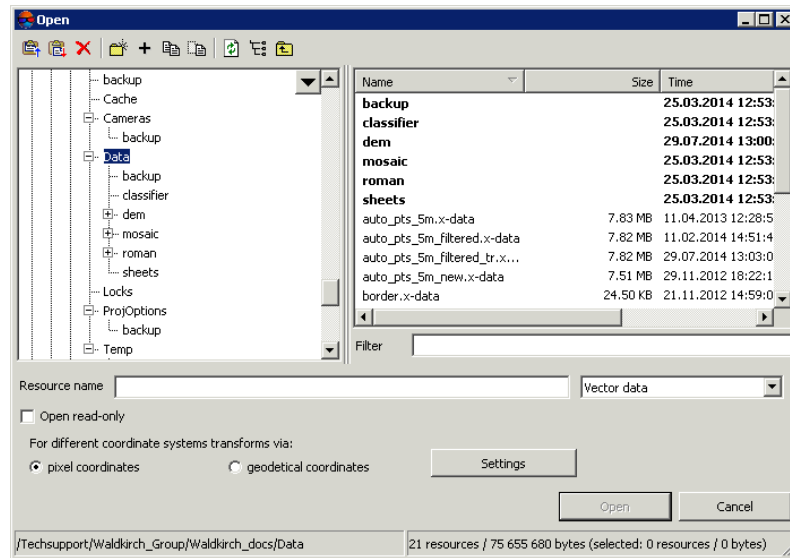 Open
backup
Cache
Cameras
backup
Data
backup
classifier
dem
mosaic
roman
sheets
Locks
ProjOptions
backup
Temp
Name Size Time
backup 25.03.2014 12:53:
classifier 25.03.2014 12:53:
dem 29.07.2014 13:00:
mosaic 25.03.2014 12:53:
roman 25.03.2014 12:53:
sheets 25.03.2014 12:53:
auto_pts_5m.x-data 7.83 MB 11.04.2013 12:28:5
auto_pts_5m_filtered.x-data 7.82 MB 11.02.2014 14:51:4
auto_pts_5m_filtered_tr.x... 7.82 MB 29.07.2014 13:03:0
auto_pts_5m_new.x-data 7.51 MB 29.11.2012 18:22:1
border.x-data 24.50 KB 21.11.2012 14:59:0
Filter
Resource name Vector data
Open read-only
For different coordinate systems transforms via:
pixel coordinates geodetical coordinates Settings
Open Cancel
/Techsupport/Waldkirch_Group/Waldkirch_docs/Data 21 resources / 75 655 680 bytes (selected: 0 resources / 0 bytes)